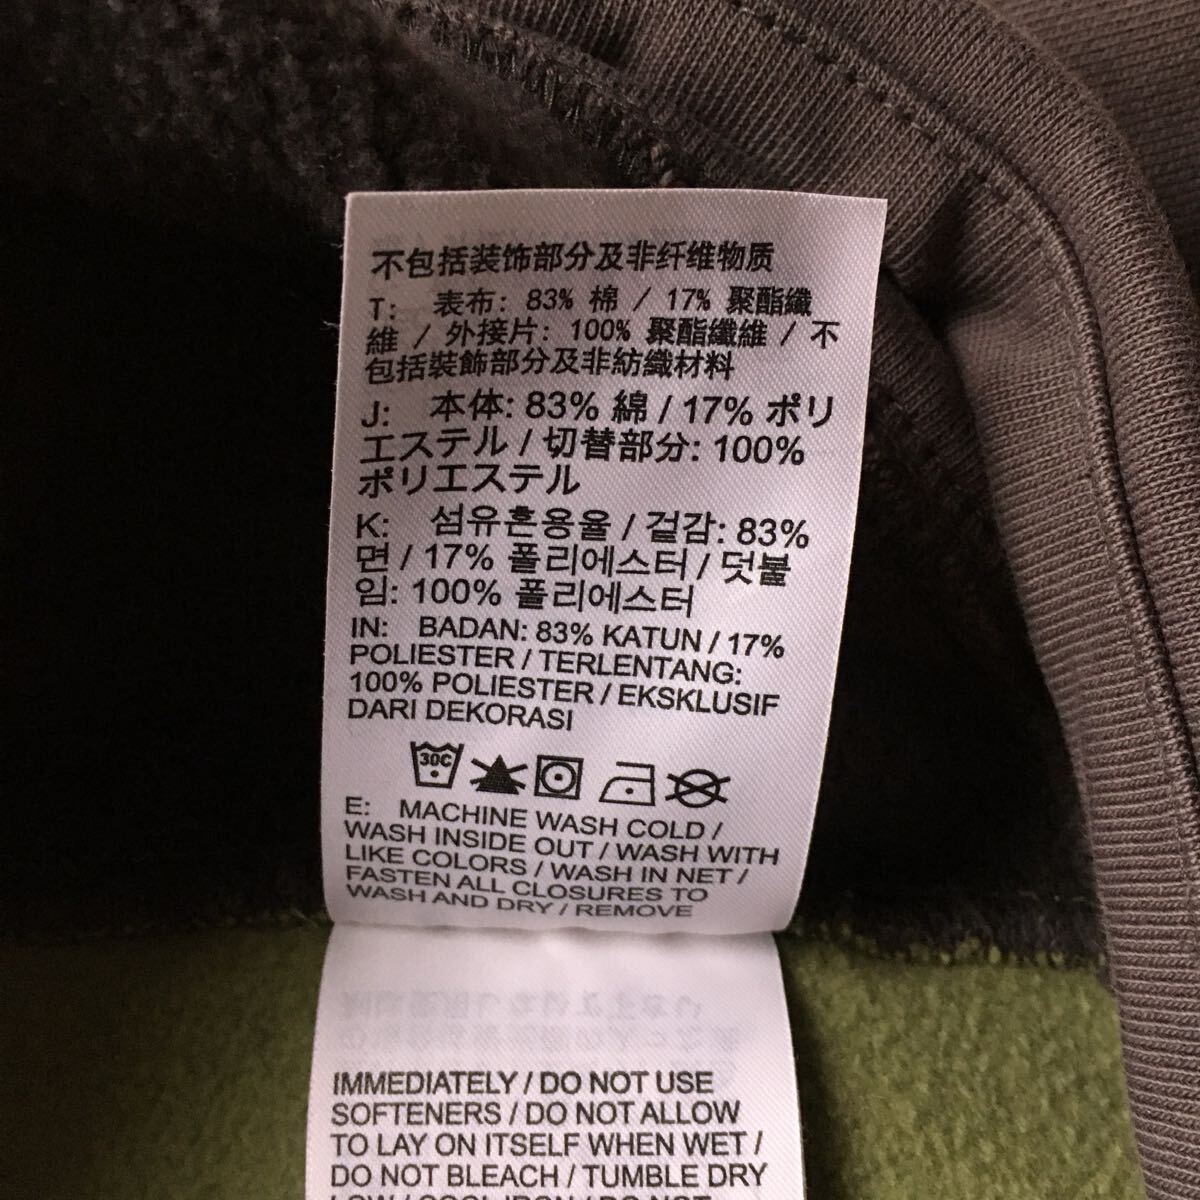 不包括装饰部分及非纤维物质
T: 表布: 83% 棉 / 17% 聚酯纖
維 / 外接片: 100% 聚酯纖維 / 不
包括裝飾部分及非紡織材料
J: 本体: 83% 綿 / 17% ポリ
エステル / 切替部分: 100%
ポリエステル
K: 섬유혼용율 / 겉감: 83%
면 / 17% 폴리에스터 / 덧붙
임: 100% 폴리에스터
IN: BADAN: 83% KATUN / 17%
POLIESTER / TERLENTANG:
100% POLIESTER / EKSKLUSIF
DARI DEKORASI
30C
E: MACHINE WASH COLD /
WASH INSIDE OUT / WASH WITH
LIKE COLORS / WASH IN NET /
FASTEN ALL CLOSURES TO
WASH AND DRY / REMOVE
IMMEDIATELY / DO NOT USE
SOFTENERS / DO NOT ALLOW
TO LAY ON ITSELF WHEN WET /
DO NOT BLEACH / TUMBLE DRY
LOW / COOL IRON / DO NOT